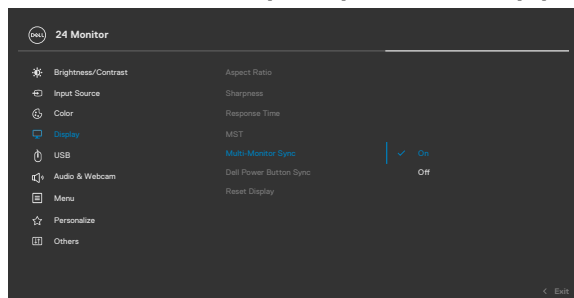 DELL 24 Monitor
Brightness/Contrast
Input Source
Color
Display
USB
Audio & Webcam
Menu
Personalize
Others
Aspect Ratio
Sharpness
Response Time
MST
Multi-Monitor Sync
Dell Power Button Sync
Reset Display
On
Off
Exit